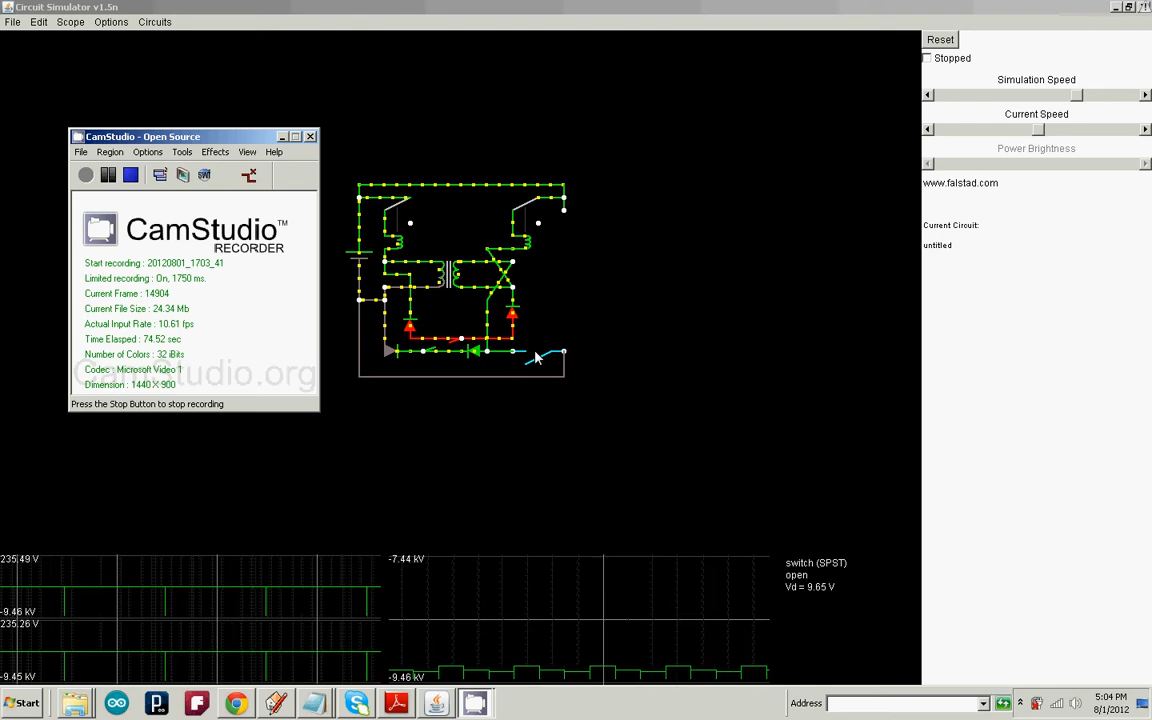 Circuit Simulator v1.5n
File Edit Scope Options Circuits
Reset
Stopped
Simulation Speed
Current Speed
Power Brightness
www.falstad.com
Current Circuit:
untitled
CamStudio - Open Source
File Region Options Tools Effects View Help
CamStudio™
RECORDER
Start recording : 20120801_1703_41
Limited recording : On, 1750 ms.
Current Frame : 14904
Current File Size : 24.34 Mb
Actual Input Rate : 10.61 fps
Time Elasped : 74.52 sec
Number of Colors : 32 iBits
Codec : Microsoft Video 1
Dimension : 1440 X 900
CamStudio.org
Press the Stop Button to stop recording
235.49 V
-9.46 kV
235.26 V
-9.45 kV
-7.44 kV
-9.46 kV
switch (SPST)
open
Vd = 9.65 V
Start
Address
5:04 PM
8/1/2012